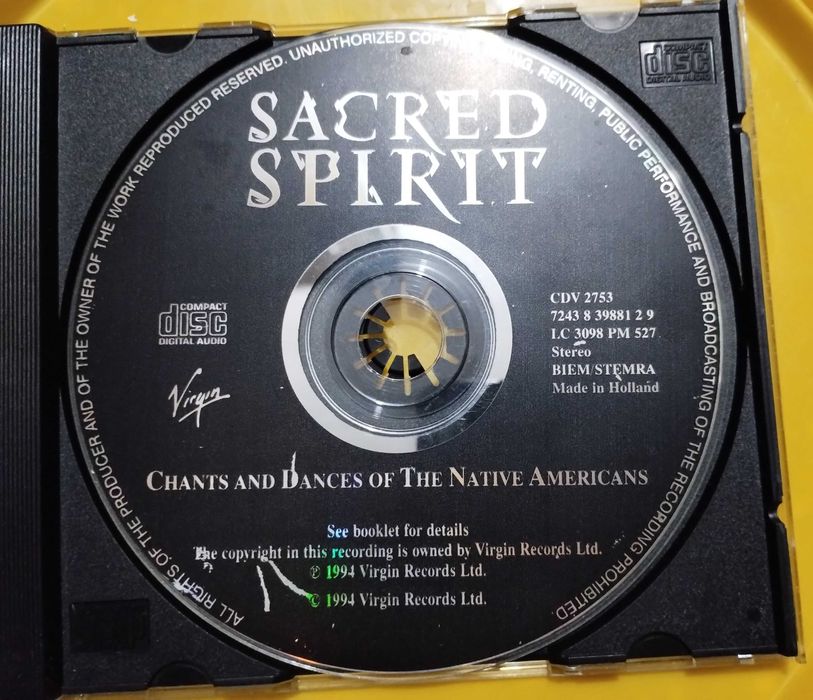 COMPACT
disc
DIGITAL AUDIO
ALL RIGHTS OF THE PRODUCER AND OF THE OWNER OF THE WORK REPRODUCED RESERVED. UNAUTHORIZED RENTING, PUBLIC PERFORMANCE AND BROADCASTING OF THE RECORDING PROHIBITED.
SACRED
SPIRIT
COMPACT
disc
DIGITAL AUDIO
Virgin
CDV 2753
7243 8 39881 2 9
LC 3098 PM 527
Stereo
BIEM/STEMRA
Made in Holland
CHANTS AND DANCES OF THE NATIVE AMERICANS
See booklet for details
The copyright in this recording is owned by Virgin Records Ltd.
℗ 1994 Virgin Records Ltd.
© 1994 Virgin Records Ltd.